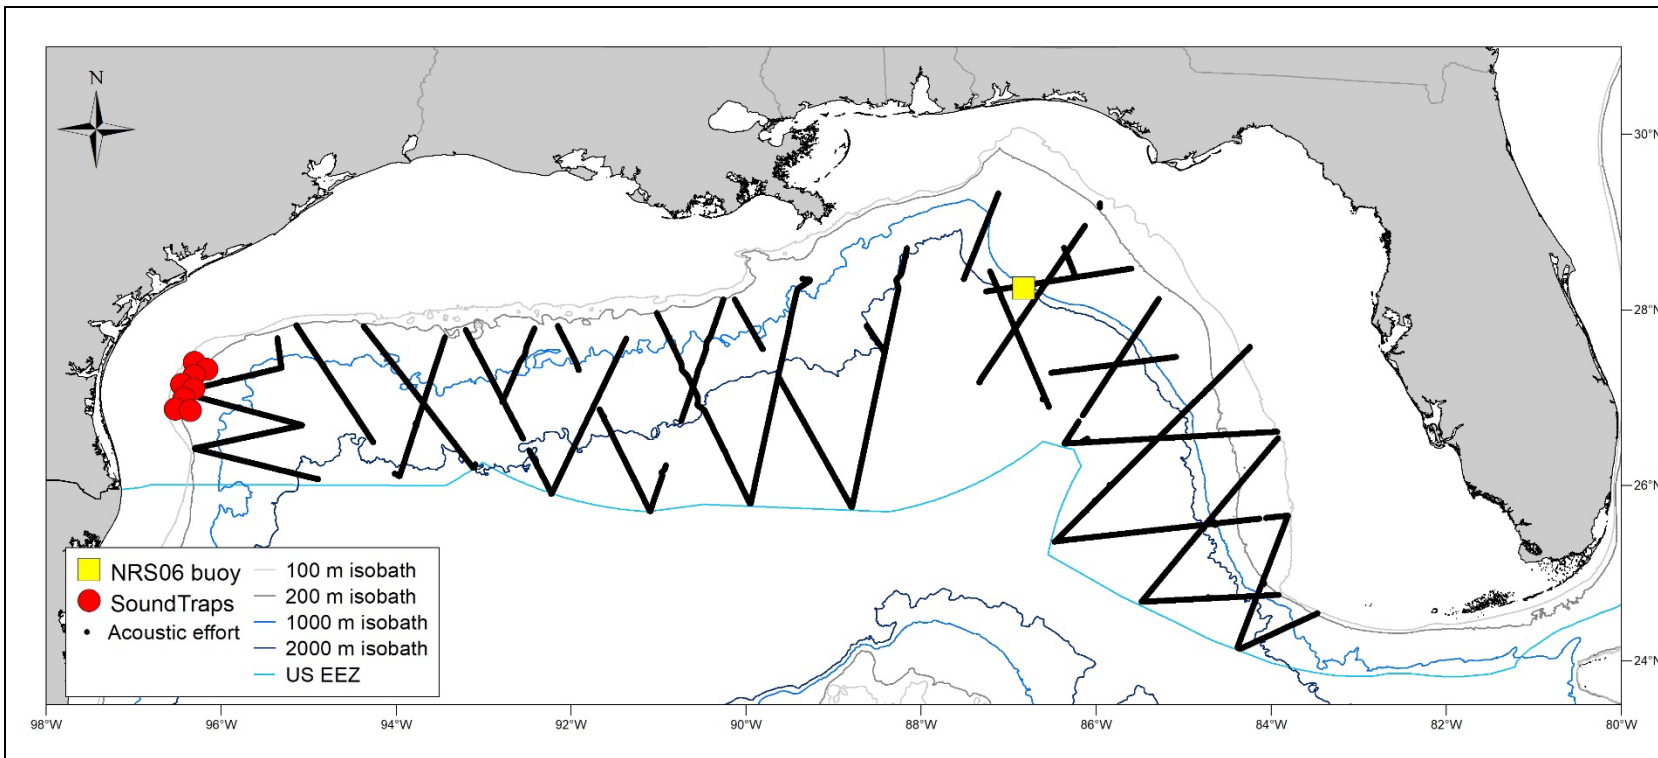 N
30°N
28°N
26°N
24°N
NRS06 buoy
SoundTraps
Acoustic effort
100 m isobath
200 m isobath
1000 m isobath
2000 m isobath
US EEZ
98°W 96°W 94°W 92°W 90°W 88°W 86°W 84°W 82°W 80°W